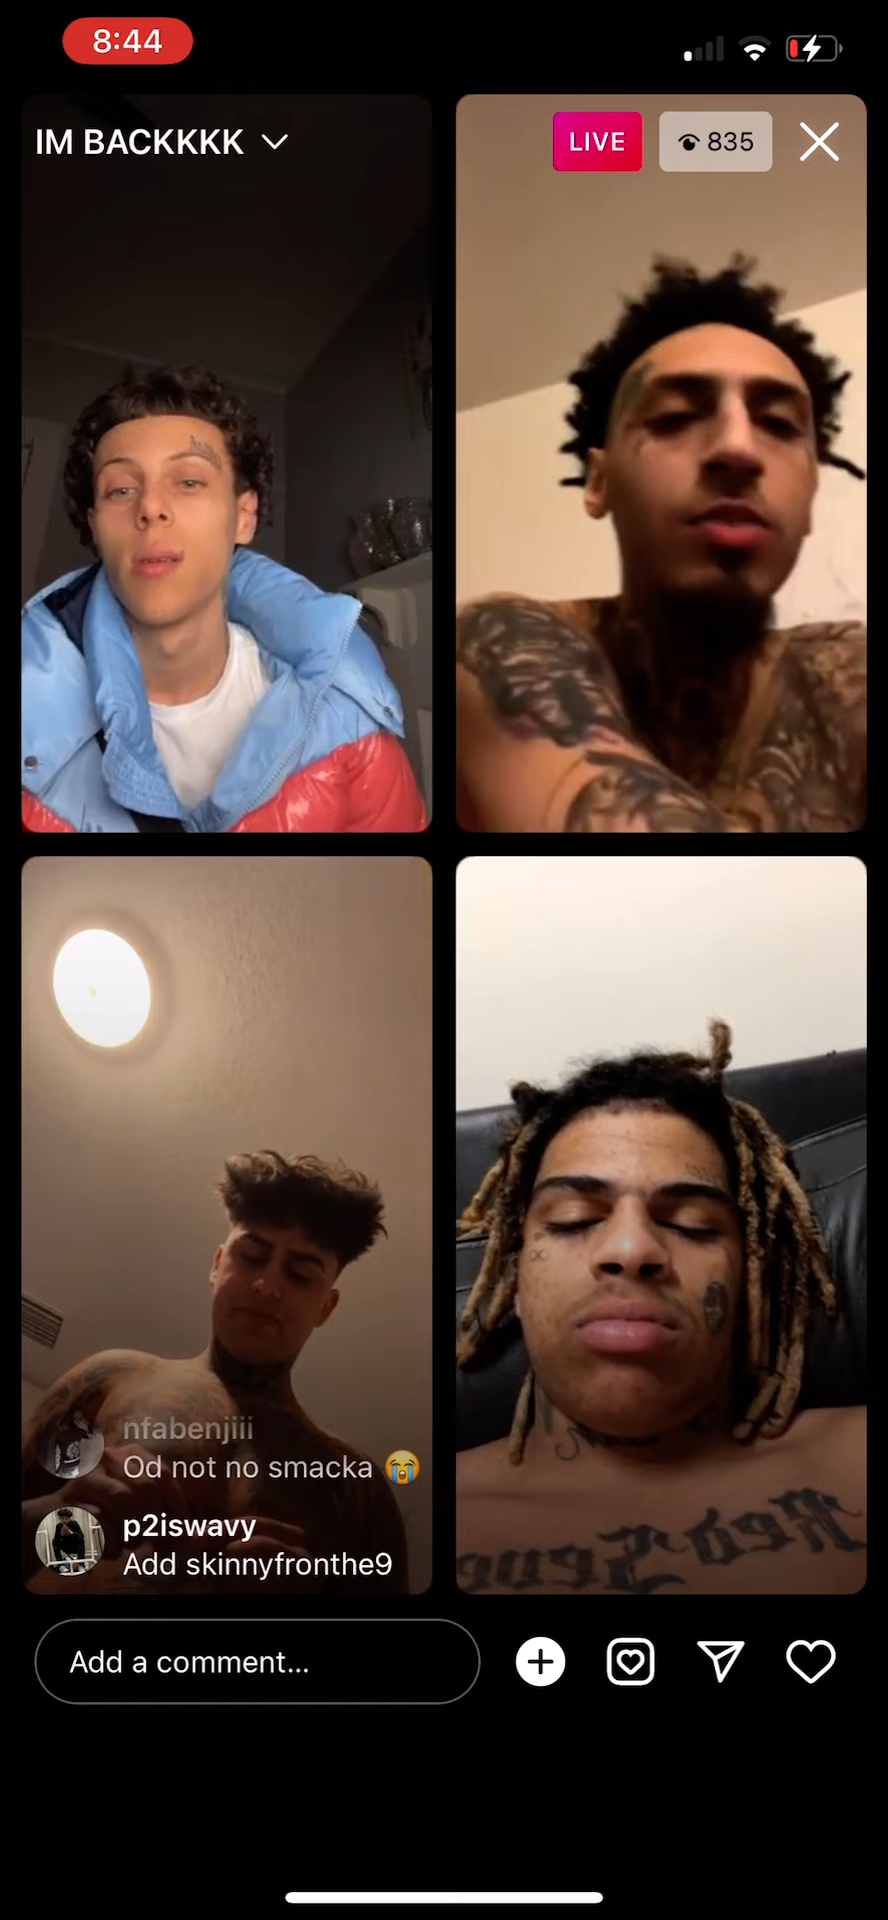 8:44
IM BACKKKK
LIVE
835
nfabenjiii
Od not no smacka 😭
p2iswavy
Add skinnyfronthe9
Add a comment...